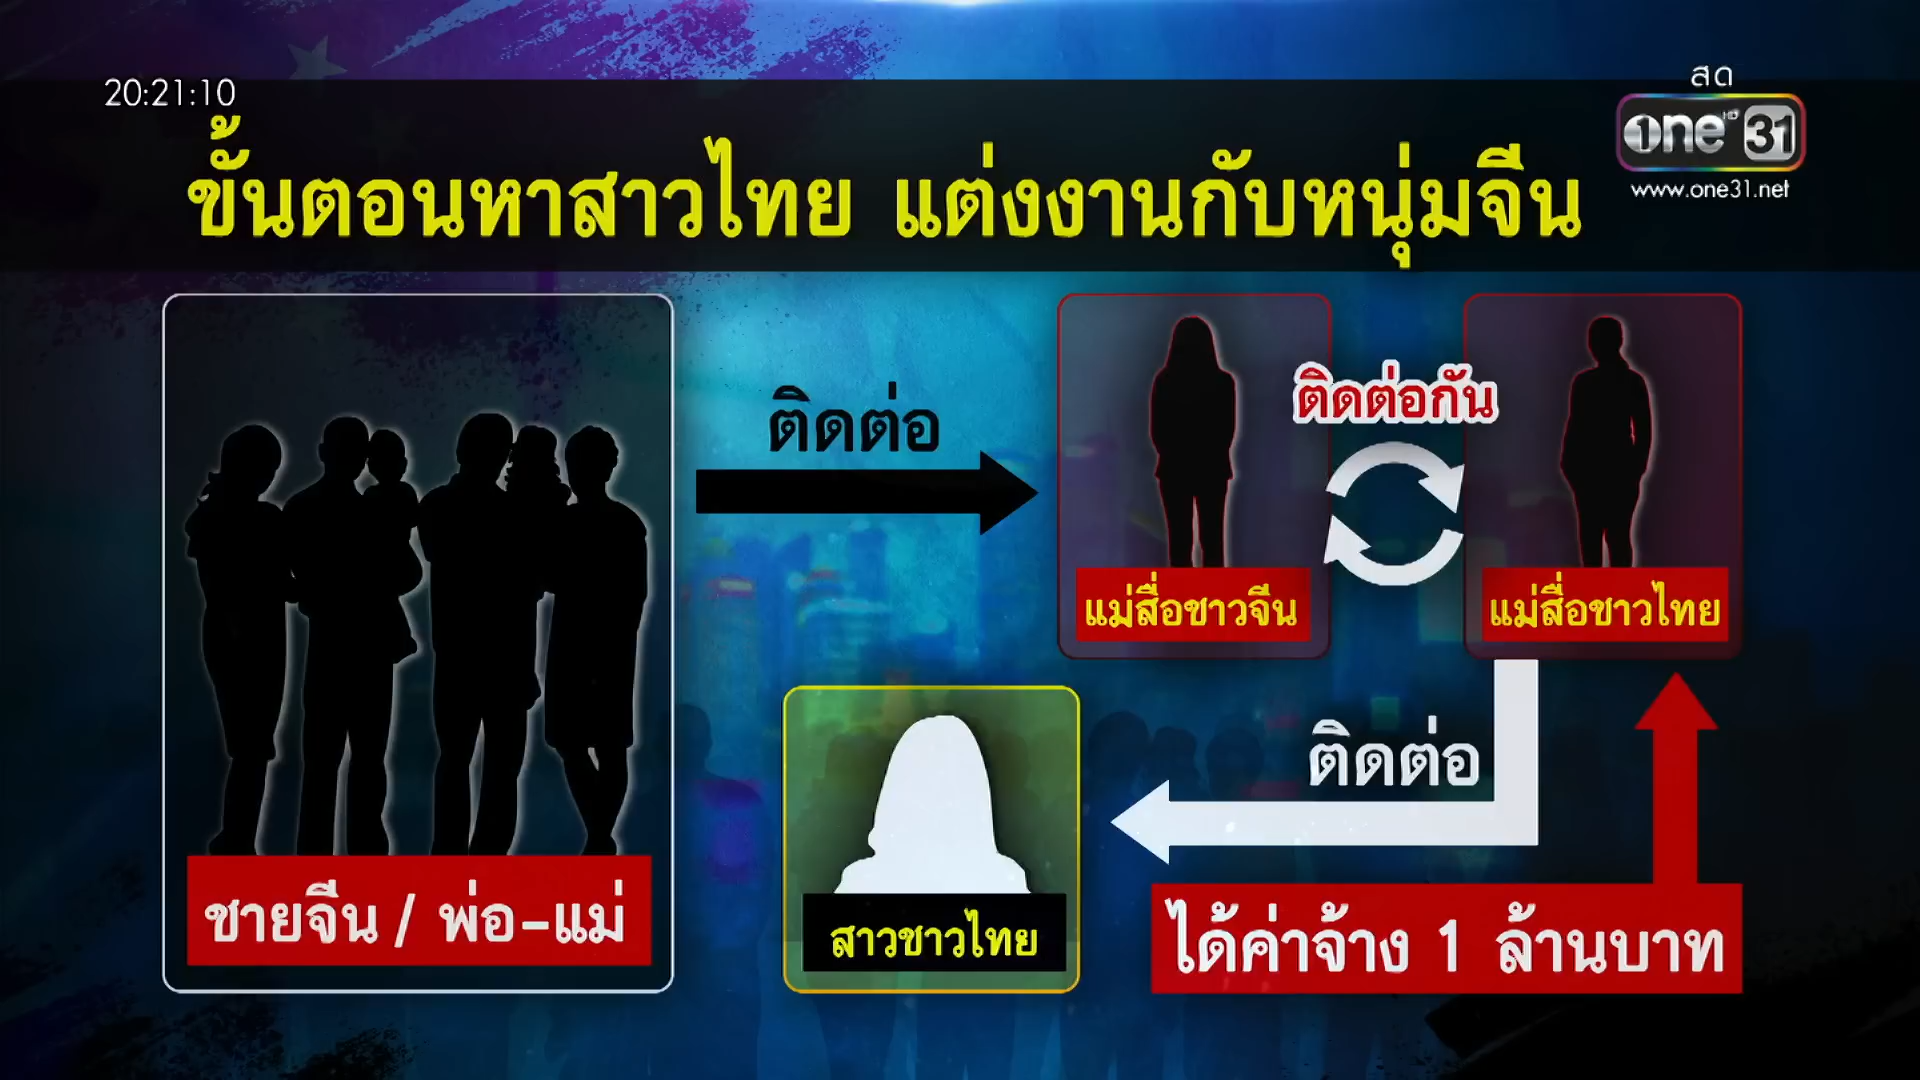 20:21:10
สด
one HD 31
www.one31.net
ขั้นตอนหาสาวไทย แต่งงานกับหนุ่มจีน
ติดต่อ
ติดต่อกัน
แม่สื่อชาวจีน
แม่สื่อชาวไทย
ติดต่อ
ชายจีน / พ่อ-แม่
สาวชาวไทย
ได้ค่าจ้าง 1 ล้านบาท